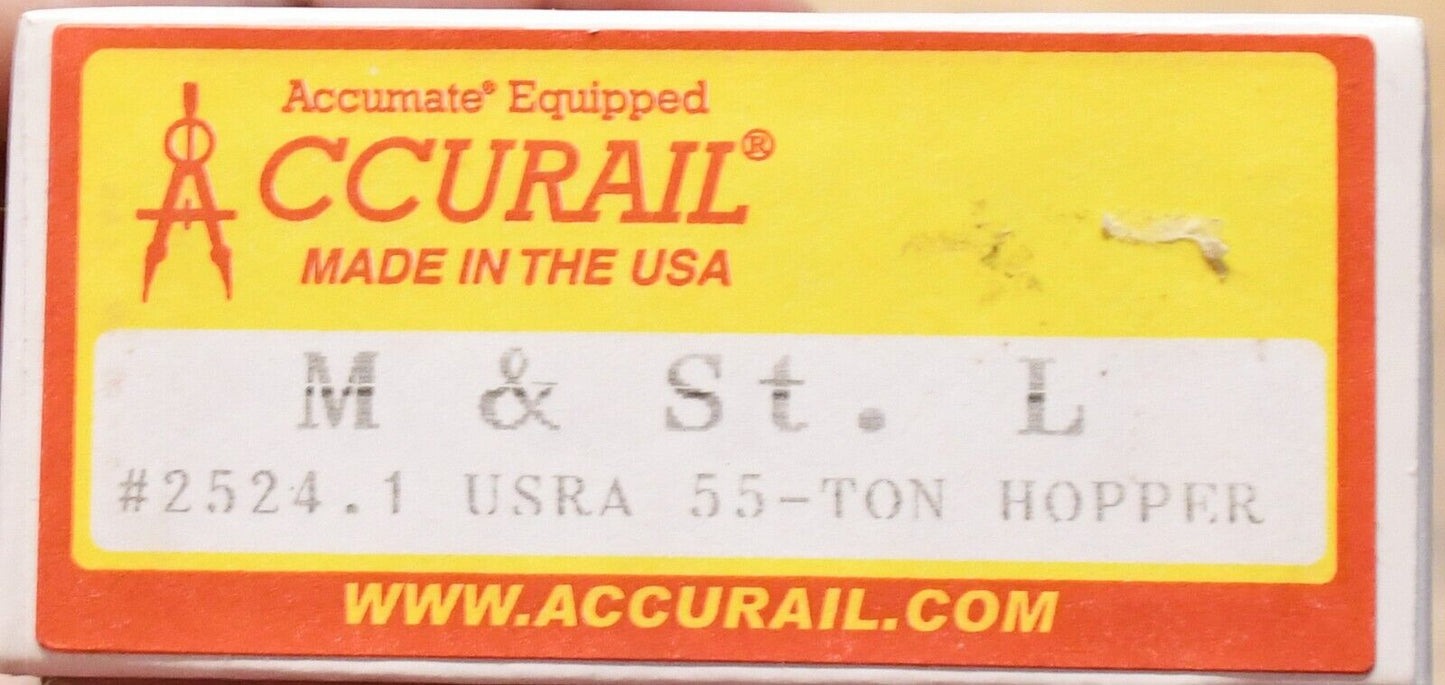 Accumate® Equipped
ACCURAIL®
MADE IN THE USA
M & St. L
#2524.1 USRA 55-TON HOPPER
WWW.ACCURAIL.COM